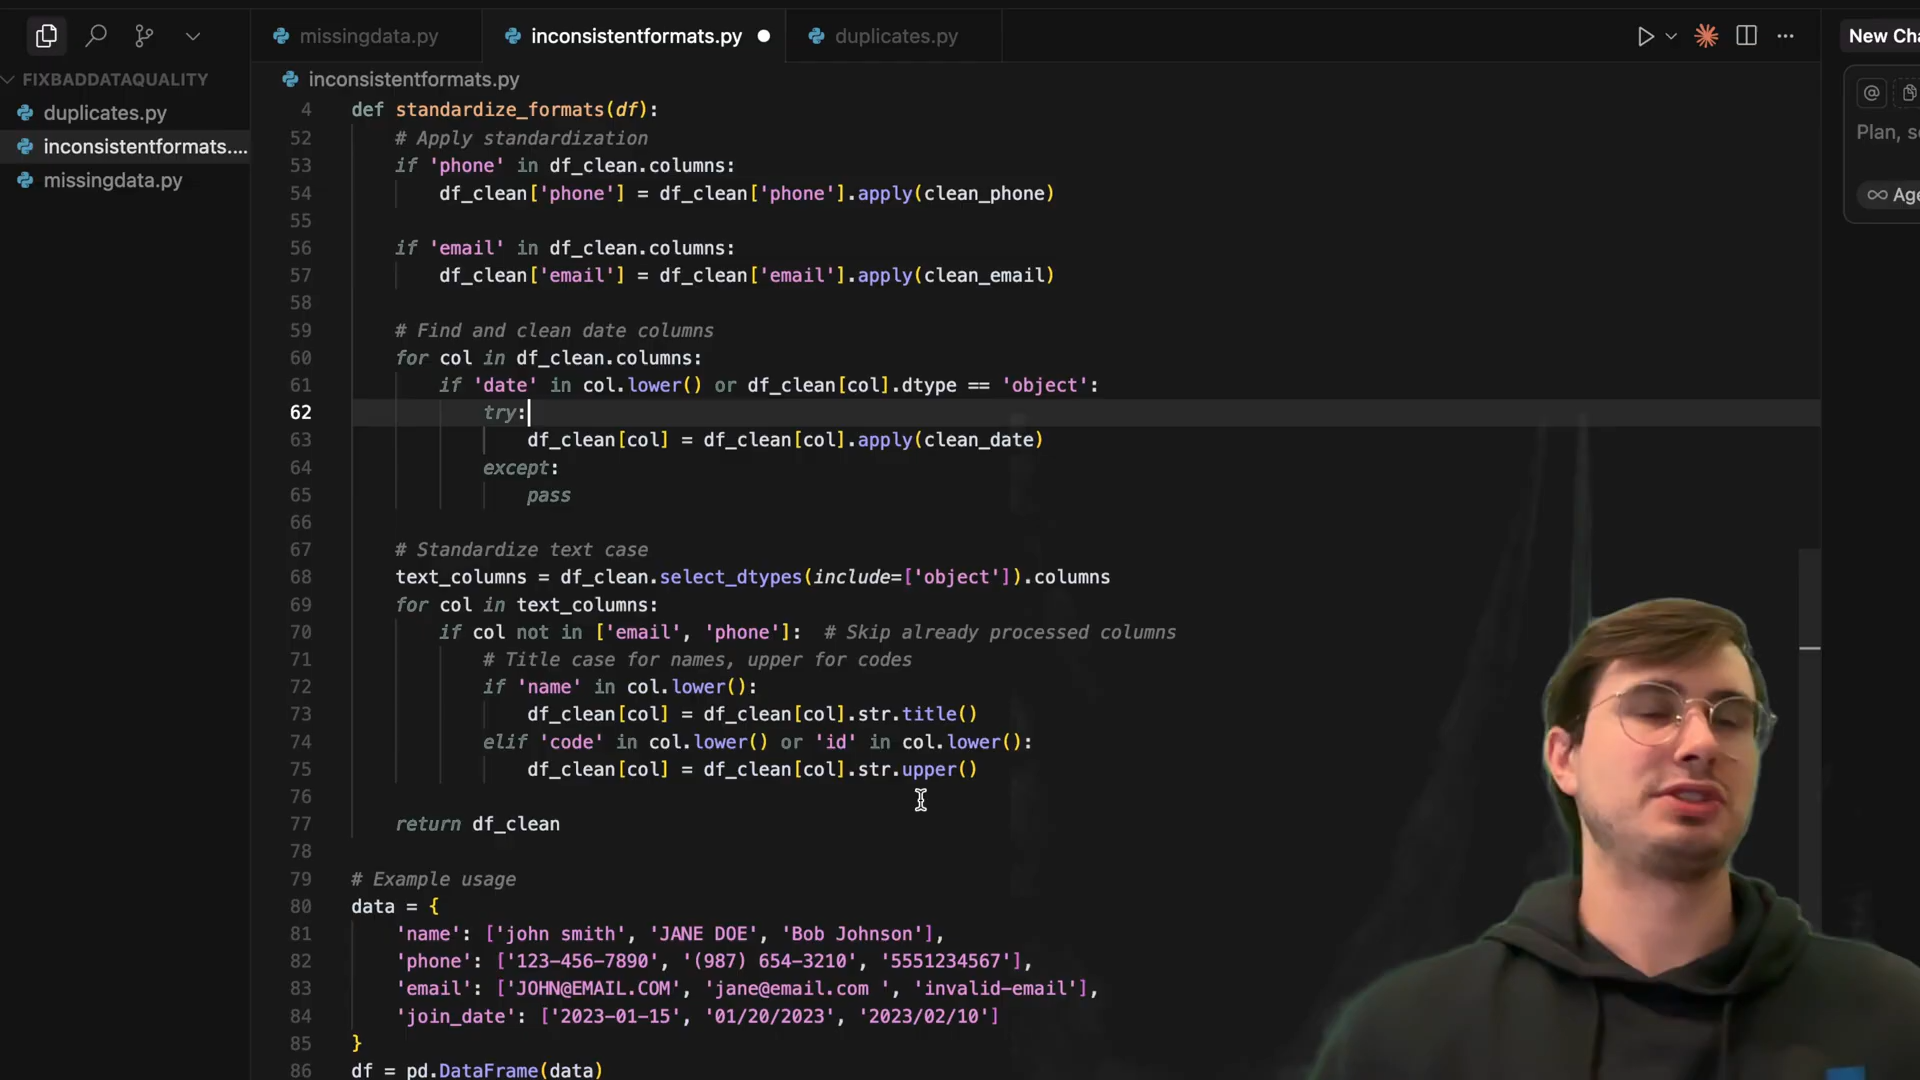 missingdata.py
inconsistentformats.py
duplicates.py
New Cha
FIXBADDATAQUALITY
duplicates.py
inconsistentformats....
missingdata.py
inconsistentformats.py
4 def standardize_formats(df):
52 # Apply standardization
53 if 'phone' in df_clean.columns:
54 df_clean['phone'] = df_clean['phone'].apply(clean_phone)
55
56 if 'email' in df_clean.columns:
57 df_clean['email'] = df_clean['email'].apply(clean_email)
58
59 # Find and clean date columns
60 for col in df_clean.columns:
61 if 'date' in col.lower() or df_clean[col].dtype == 'object':
62 try:
63 df_clean[col] = df_clean[col].apply(clean_date)
64 except:
65 pass
66
67 # Standardize text case
68 text_columns = df_clean.select_dtypes(include=['object']).columns
69 for col in text_columns:
70 if col not in ['email', 'phone']: # Skip already processed columns
71 # Title case for names, upper for codes
72 if 'name' in col.lower():
73 df_clean[col] = df_clean[col].str.title()
74 elif 'code' in col.lower() or 'id' in col.lower():
75 df_clean[col] = df_clean[col].str.upper()
76
77 return df_clean
78
79 # Example usage
80 data = {
81 'name': ['john smith', 'JANE DOE', 'Bob Johnson'],
82 'phone': ['123-456-7890', '(987) 654-3210', '5551234567'],
83 'email': ['JOHN@EMAIL.COM', 'jane@email.com ', 'invalid-email'],
84 'join_date': ['2023-01-15', '01/20/2023', '2023/02/10']
85 }
86 df = pd.DataFrame(data)
@
Plan, s
∞ Age